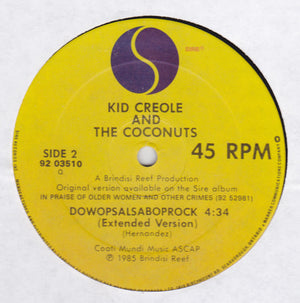 KID CREOLE
AND
THE COCONUTS
SIDE 2
92 03510
45 RPM
A Brindisi Reef Production
Original version available on the Sire album
IN PRAISE OF OLDER WOMEN AND OTHER CRIMES (92 52981)
DOWOPSALSABOPROCK 4:34
(Extended Version)
(Hernandez)
Coati Mundi Music ASCAP
Ⓟ 1985 Brindisi Reef